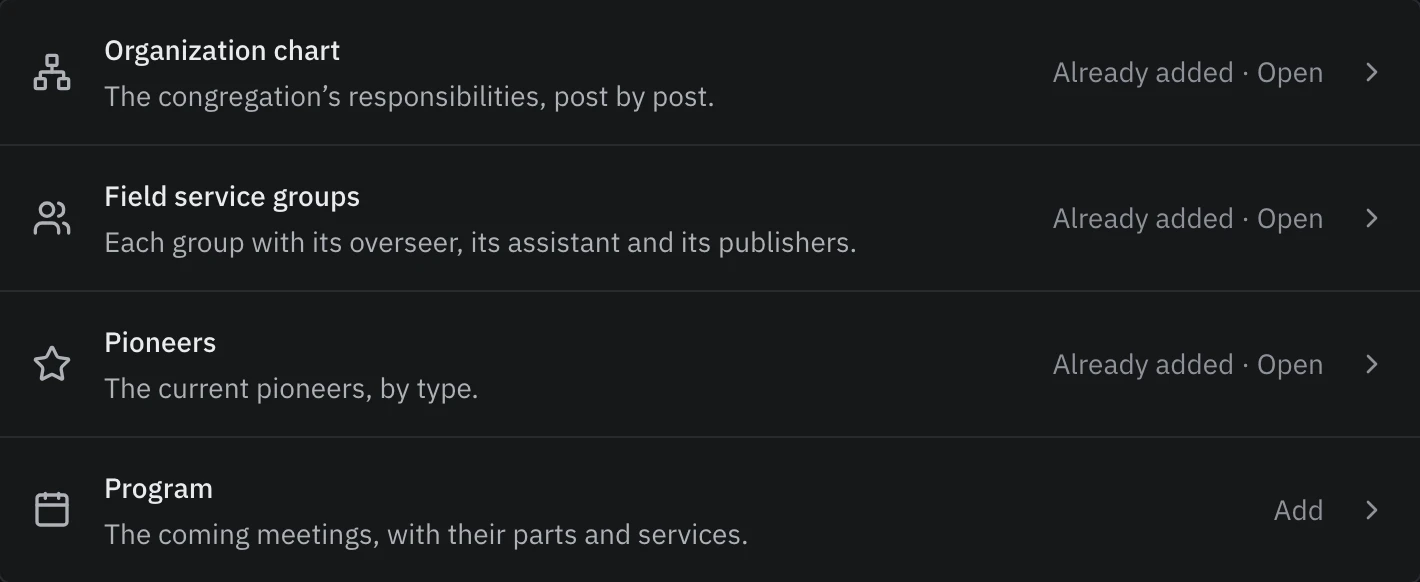 Organization chart
The congregation’s responsibilities, post by post.
Already added · Open
Field service groups
Each group with its overseer, its assistant and its publishers.
Already added · Open
Pioneers
The current pioneers, by type.
Already added · Open
Program
The coming meetings, with their parts and services.
Add